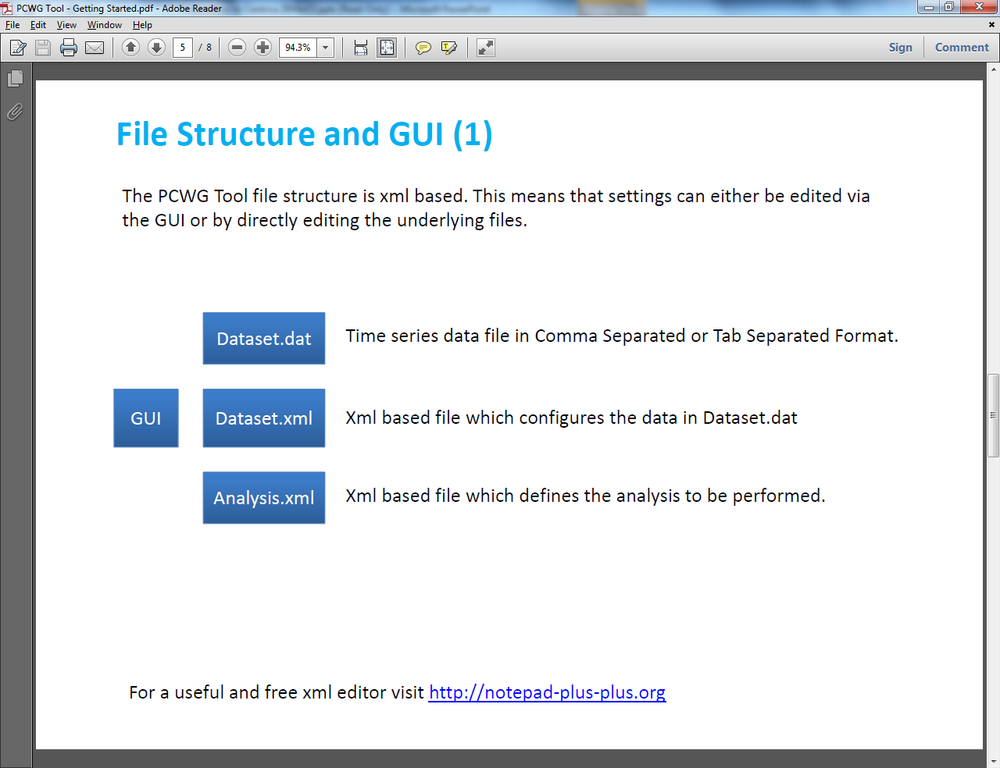 PCWG Tool - Getting Started.pdf - Adobe Reader
File Edit View Window Help
5 / 8 94.3% Sign Comment
File Structure and GUI (1)
The PCWG Tool file structure is xml based. This means that settings can either be edited via
the GUI or by directly editing the underlying files.
Dataset.dat Time series data file in Comma Separated or Tab Separated Format.
GUI Dataset.xml Xml based file which configures the data in Dataset.dat
Analysis.xml Xml based file which defines the analysis to be performed.
For a useful and free xml editor visit http://notepad-plus-plus.org